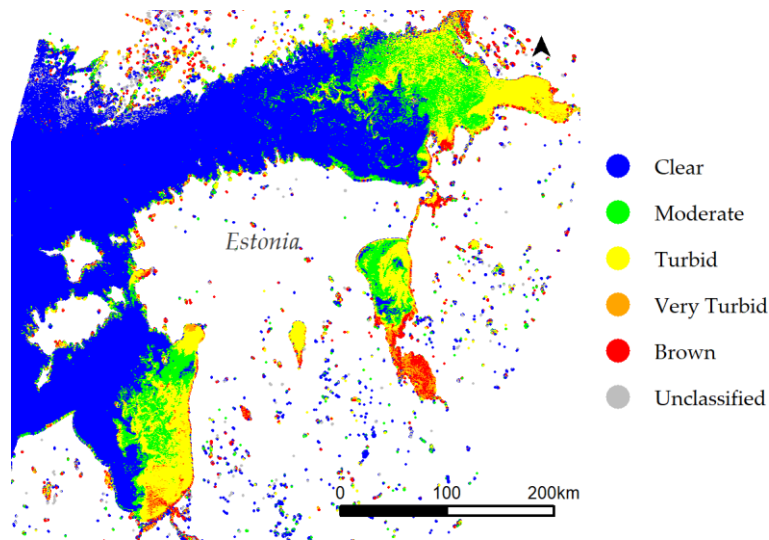 Estonia
Clear
Moderate
Turbid
Very Turbid
Brown
Unclassified
0 100 200km